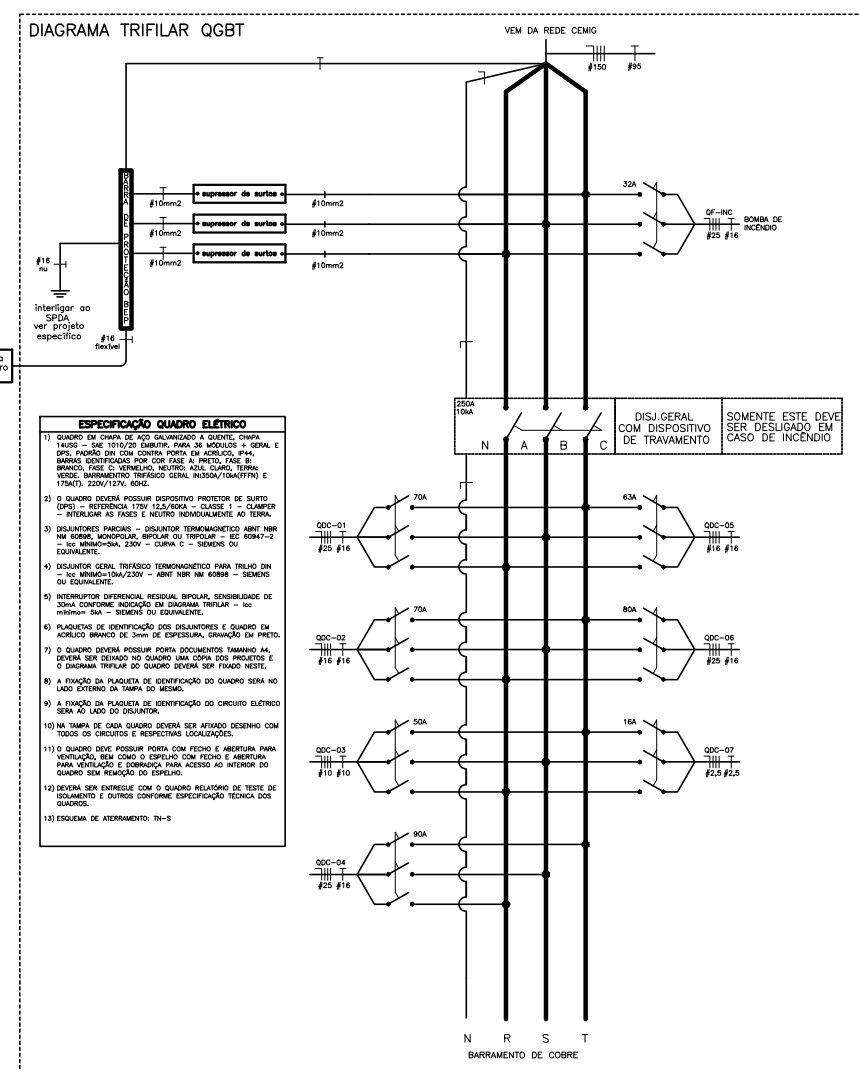 DIAGRAMA TRIFILAR QGBT
VEM DA REDE CEMIG
#150
#95
BARRA DE PROTEÇÃO BEP
supressor de surtos
#10mm2
#10mm2
supressor de surtos
#10mm2
#10mm2
supressor de surtos
#10mm2
#10mm2
32A
QF-INC
#25 #16
BOMBA DE
INCÊNDIO
#16
nu
interligar ao
SPDA
ver projeto
específico
#16
flexível
a
ro
250A
10kA
N
A
B
C
DISJ.GERAL
COM DISPOSITIVO
DE TRAVAMENTO
SOMENTE ESTE DEVE
SER DESLIGADO EM
CASO DE INCÊNDIO
ESPECIFICAÇÃO QUADRO ELÉTRICO
1) QUADRO EM CHAPA DE AÇO GALVANIZADO A QUENTE, CHAPA
14USG - SAE 1010/20 EMBUTIR. PARA 36 MÓDULOS + GERAL E
DPS, PADRÃO DIN COM CONTRA PORTA EM ACRÍLICO, IP44,
BARRAS IDENTIFICADAS POR COR FASE A: PRETO, FASE B:
BRANCO, FASE C: VERMELHO, NEUTRO: AZUL CLARO, TERRA:
VERDE. BARRAMENTRO TRIFÁSICO GERAL IN:350A/10kA(FFFN) E
175A(T). 220V/127V. 60HZ.
2) O QUADRO DEVERÁ POSSUIR DISPOSITIVO PROTETOR DE SURTO
(DPS) - REFERÊNCIA 175V 12,5/60KA - CLASSE 1 - CLAMPER
- INTERLIGAR AS FASES E NEUTRO INDIVIDUALMENTE AO TERRA.
3) DISJUNTORES PARCIAIS - DISJUNTOR TERMOMAGNÉTICO ABNT NBR
NM 60898, MONOPOLAR, BIPOLAR OU TRIPOLAR - IEC 60947-2
- Icc MÍNIMO=5kA, 230V - CURVA C - SIEMENS OU
EQUIVALENTE.
4) DISJUNTOR GERAL TRIFÁSICO TERMONAGNÉTICO PARA TRILHO DIN
- Icc MÍNIMO=10kA/230V - ABNT NBR NM 60898 - SIEMENS
OU EQUIVALENTE.
5) INTERRUPTOR DIFERENCIAL RESIDUAL BIPOLAR, SENSIBILIDADE DE
30mA CONFORME INDICAÇÃO EM DIAGRAMA TRIFILAR - Icc
mínimo= 5kA - SIEMENS OU EQUIVALENTE.
6) PLAQUETAS DE IDENTIFICAÇÃO DOS DISJUNTORES E QUADRO EM
ACRÍLICO BRANCO DE 3mm DE ESPESSURA, GRAVAÇÃO EM PRETO.
7) O QUADRO DEVERÁ POSSUIR PORTA DOCUMENTOS TAMANHO A4,
DEVERÁ SER DEIXADO NO QUADRO UMA CÓPIA DOS PROJETOS E
O DIAGRAMA TRIFILAR DO QUADRO DEVERÁ SER FIXADO NESTE.
8) A FIXAÇÃO DA PLAQUETA DE IDENTIFICAÇÃO DO QUADRO SERÁ NO
LADO EXTERNO DA TAMPA DO MESMO.
9) A FIXAÇÃO DA PLAQUETA DE IDENTIFICAÇÃO DO CIRCUITO ELÉTRICO
SERA AO LADO DO DISJUNTOR.
10) NA TAMPA DE CADA QUADRO DEVERÁ SER AFIXADO DESENHO COM
TODOS OS CIRCUITOS E RESPECTIVAS LOCALIZAÇÕES.
11) O QUADRO DEVE POSSUIR PORTA COM FECHO E ABERTURA PARA
VENTILAÇÃO, BEM COMO O ESPELHO COM FECHO E ABERTURA
PARA VENTILAÇÃO E DOBRADIÇA PARA ACESSO AO INTERIOR DO
QUADRO SEM REMOÇÃO DO ESPELHO.
12) DEVERÁ SER ENTREGUE COM O QUADRO RELATÓRIO DE TESTE DE
ISOLAMENTO E OUTROS CONFORME ESPECIFICAÇÃO TÉCNICA DOS
QUADROS.
13) ESQUEMA DE ATERRAMENTO: TN-S
70A
QDC-01
#25 #16
63A
QDC-05
#16 #16
70A
QDC-02
#16 #16
80A
QDC-06
#25 #16
50A
QDC-03
#10 #10
16A
QDC-07
#2,5 #2,5
90A
QDC-04
#25 #16
N R S T
BARRAMENTO DE COBRE